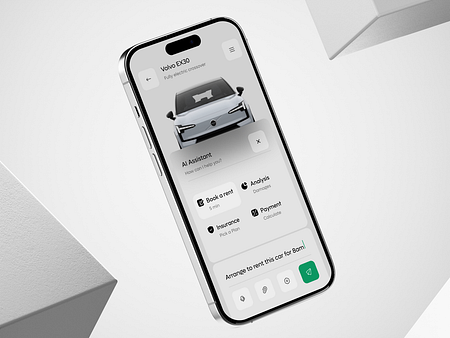 Volvo EX30
Fully electric crossover
AI Assistant
How can I help you?
Book a rent
5 min
Analysis
Damages
Insurance
Pick a Plan
Payment
Calculate
Arrange to rent this car for 8am